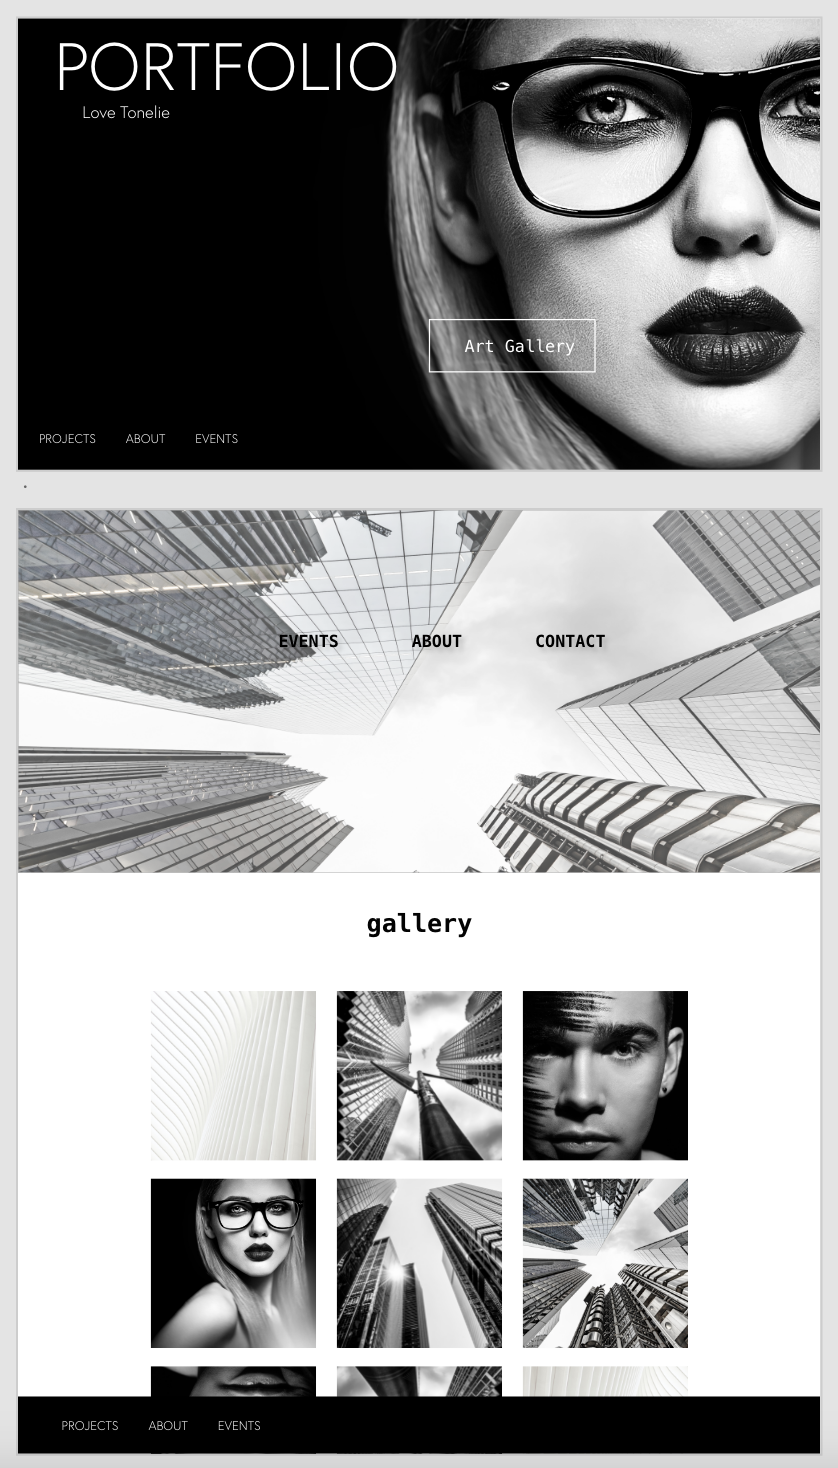 PORTFOLIO
Love Tonelie
Art Gallery
PROJECTS ABOUT EVENTS
EVENTS ABOUT CONTACT
gallery
PROJECTS ABOUT EVENTS